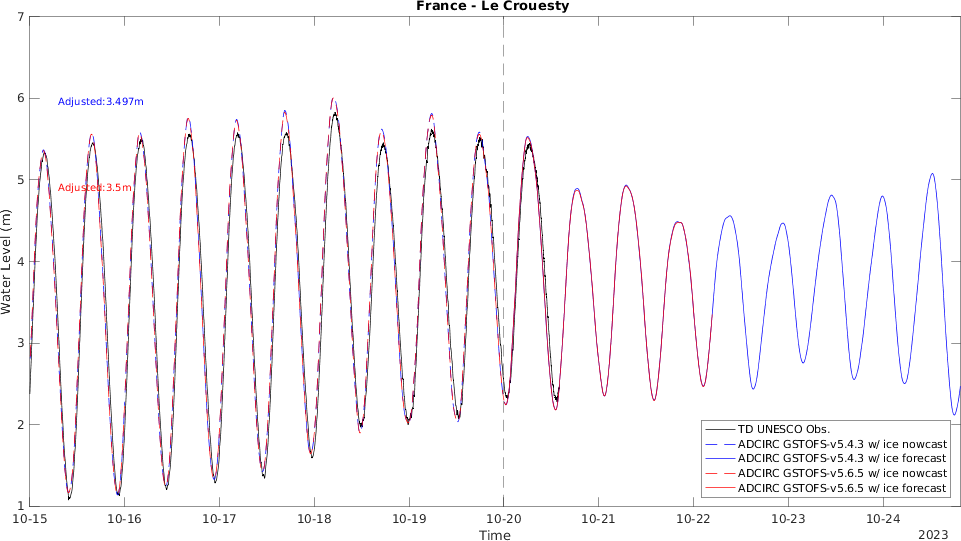 France - Le Crouesty
7
6
5
4
3
2
1
Water Level (m)
Adjusted:3.497m
Adjusted:3.5m
TD UNESCO Obs.
ADCIRC GSTOFS-v5.4.3 w/ ice nowcast
ADCIRC GSTOFS-v5.4.3 w/ ice forecast
ADCIRC GSTOFS-v5.6.5 w/ ice nowcast
ADCIRC GSTOFS-v5.6.5 w/ ice forecast
10-15 10-16 10-17 10-18 10-19 10-20 10-21 10-22 10-23 10-24
Time
2023